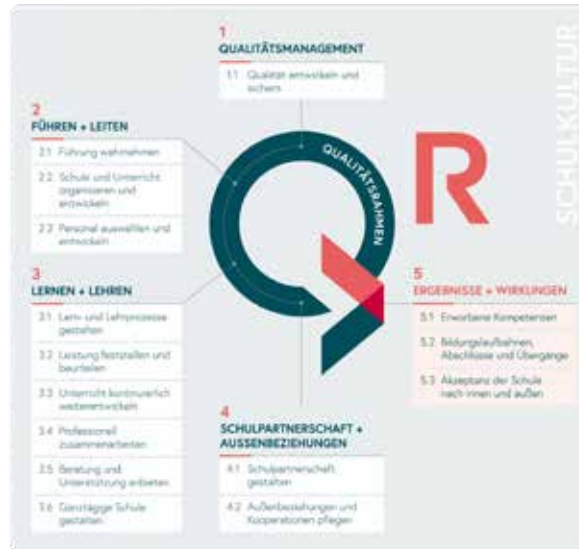 SCHULKULTUR
1
QUALITÄTSMANAGEMENT
1.1 Qualität entwickeln und
sichern
2
FÜHREN + LEITEN
2.1 Führung wahrnehmen
2.2 Schule und Unterricht
organisieren und
entwickeln
2.3 Personal auswählen und
entwickeln
QUALITÄTSRAHMEN
R
3
LERNEN + LEHREN
3.1 Lern- und Lehrprozesse
gestalten
3.2 Leistung feststellen und
beurteilen
3.3 Unterricht kontinuierlich
weiterentwickeln
3.4 Professionell
zusammenarbeiten
3.5 Beratung und
Unterstützung anbieten
3.6 Ganztägige Schule
gestalten
4
SCHULPARTNERSCHAFT +
AUSSENBEZIEHUNGEN
4.1 Schulpartnerschaft
gestalten
4.2 Außenbeziehungen und
Kooperationen pflegen
5
ERGEBNISSE + WIRKUNGEN
5.1 Erworbene Kompetenzen
5.2 Bildungslaufbahnen,
Abschlüsse und Übergänge
5.3 Akzeptanz der Schule
nach innen und außen